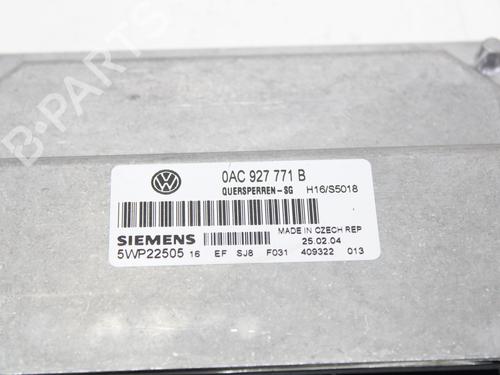 0AC 927 771 B
QUERSPERREN-SG H16/S5018
SIEMENS MADE IN CZECH REP
25.02.04
5WP22505 16 EF SJ8 F031 409322 013
B-PARTS